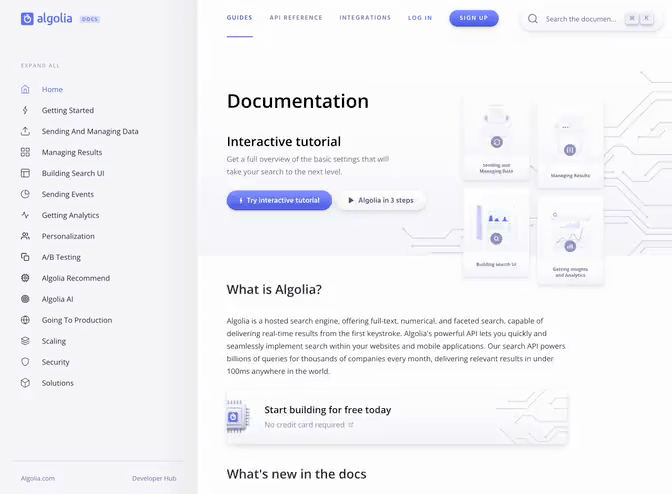 algolia DOCS
EXPAND ALL
Home
Getting Started
Sending And Managing Data
Managing Results
Building Search UI
Sending Events
Getting Analytics
Personalization
A/B Testing
Algolia Recommend
Algolia AI
Going To Production
Scaling
Security
Solutions
Algolia.com
Developer Hub
GUIDES
API REFERENCE
INTEGRATIONS
LOG IN
SIGN UP
Search the documen...
⌘ K
Documentation
Interactive tutorial
Get a full overview of the basic settings that will
take your search to the next level.
Try interactive tutorial
Algolia in 3 steps
Sending and
Managing Data
Managing Results
Building Search UI
Getting Insights
and Analytics
What is Algolia?
Algolia is a hosted search engine, offering full-text, numerical, and faceted search, capable of
delivering real-time results from the first keystroke. Algolia's powerful API lets you quickly and
seamlessly implement search within your websites and mobile applications. Our search API powers
billions of queries for thousands of companies every month, delivering relevant results in under
100ms anywhere in the world.
Start building for free today
No credit card required
What's new in the docs